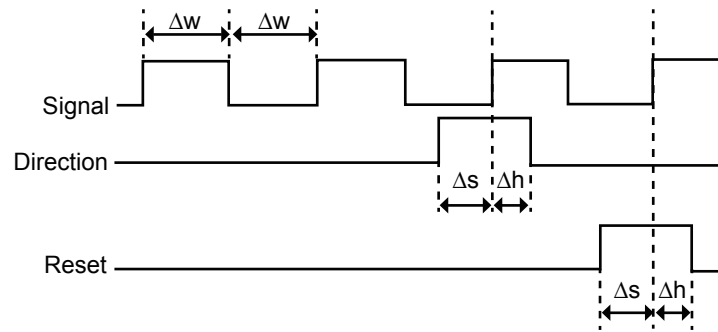 Δw Δw
Signal
Direction
Δs Δh
Reset
Δs Δh